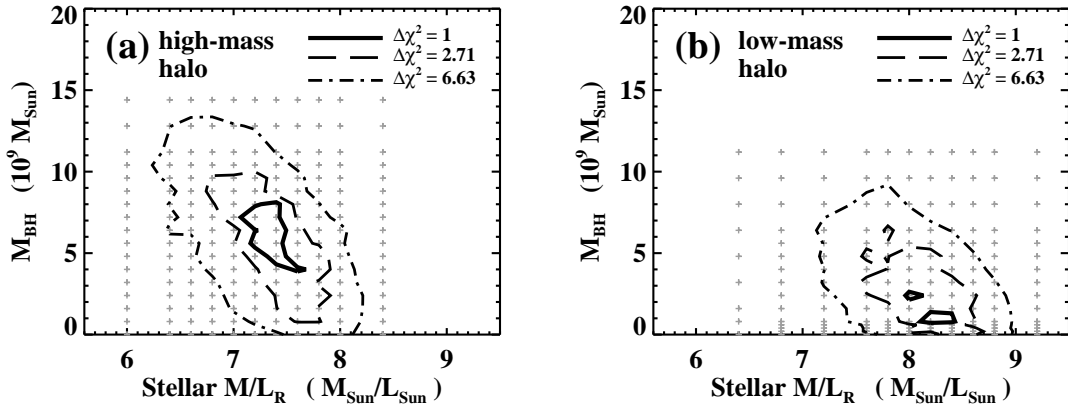 (a) high-mass halo
Δχ² = 1
Δχ² = 2.71
Δχ² = 6.63
20
15
10
5
0
M_BH (10⁹ M_Sun)
6 7 8 9
Stellar M/L_R ( M_Sun/L_Sun)
(b) low-mass halo
Δχ² = 1
Δχ² = 2.71
Δχ² = 6.63
20
15
10
5
0
M_BH (10⁹ M_Sun)
6 7 8 9
Stellar M/L_R ( M_Sun/L_Sun)